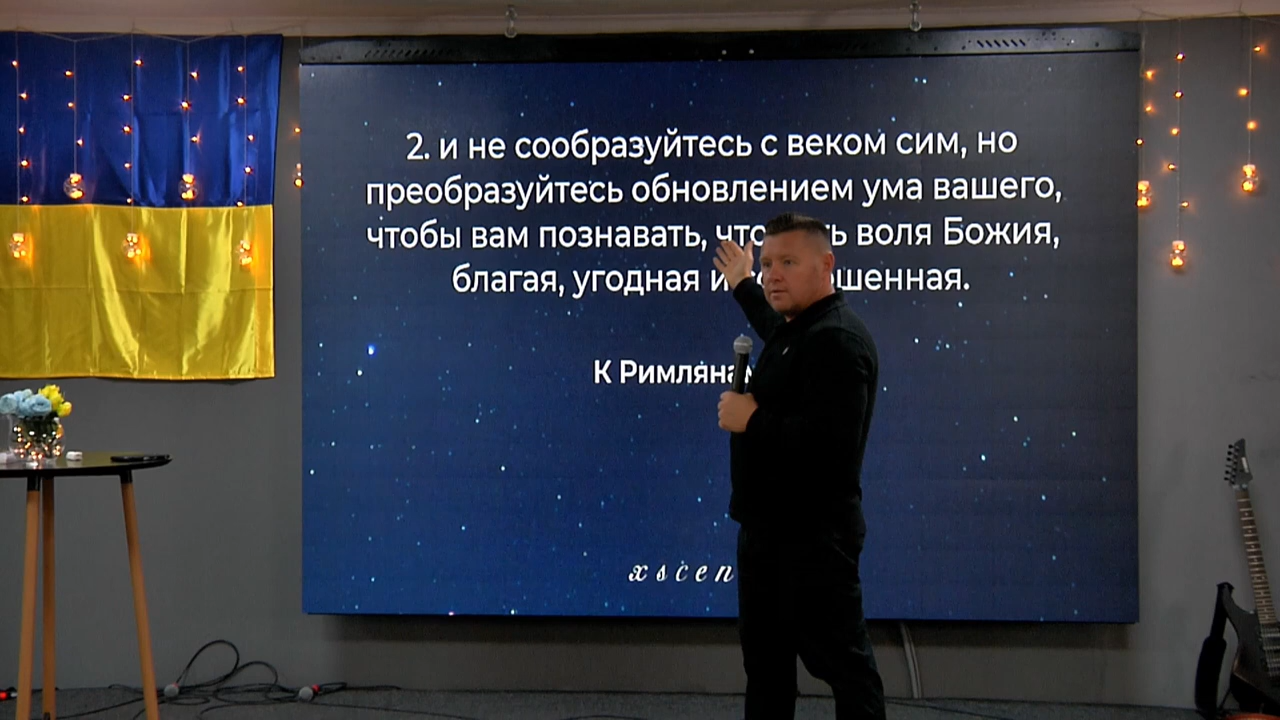 2. и не сообразуйтесь с веком сим, но
преобразуйтесь обновлением ума вашего,
чтобы вам познавать, воля Божия,
благая, угодная и
К